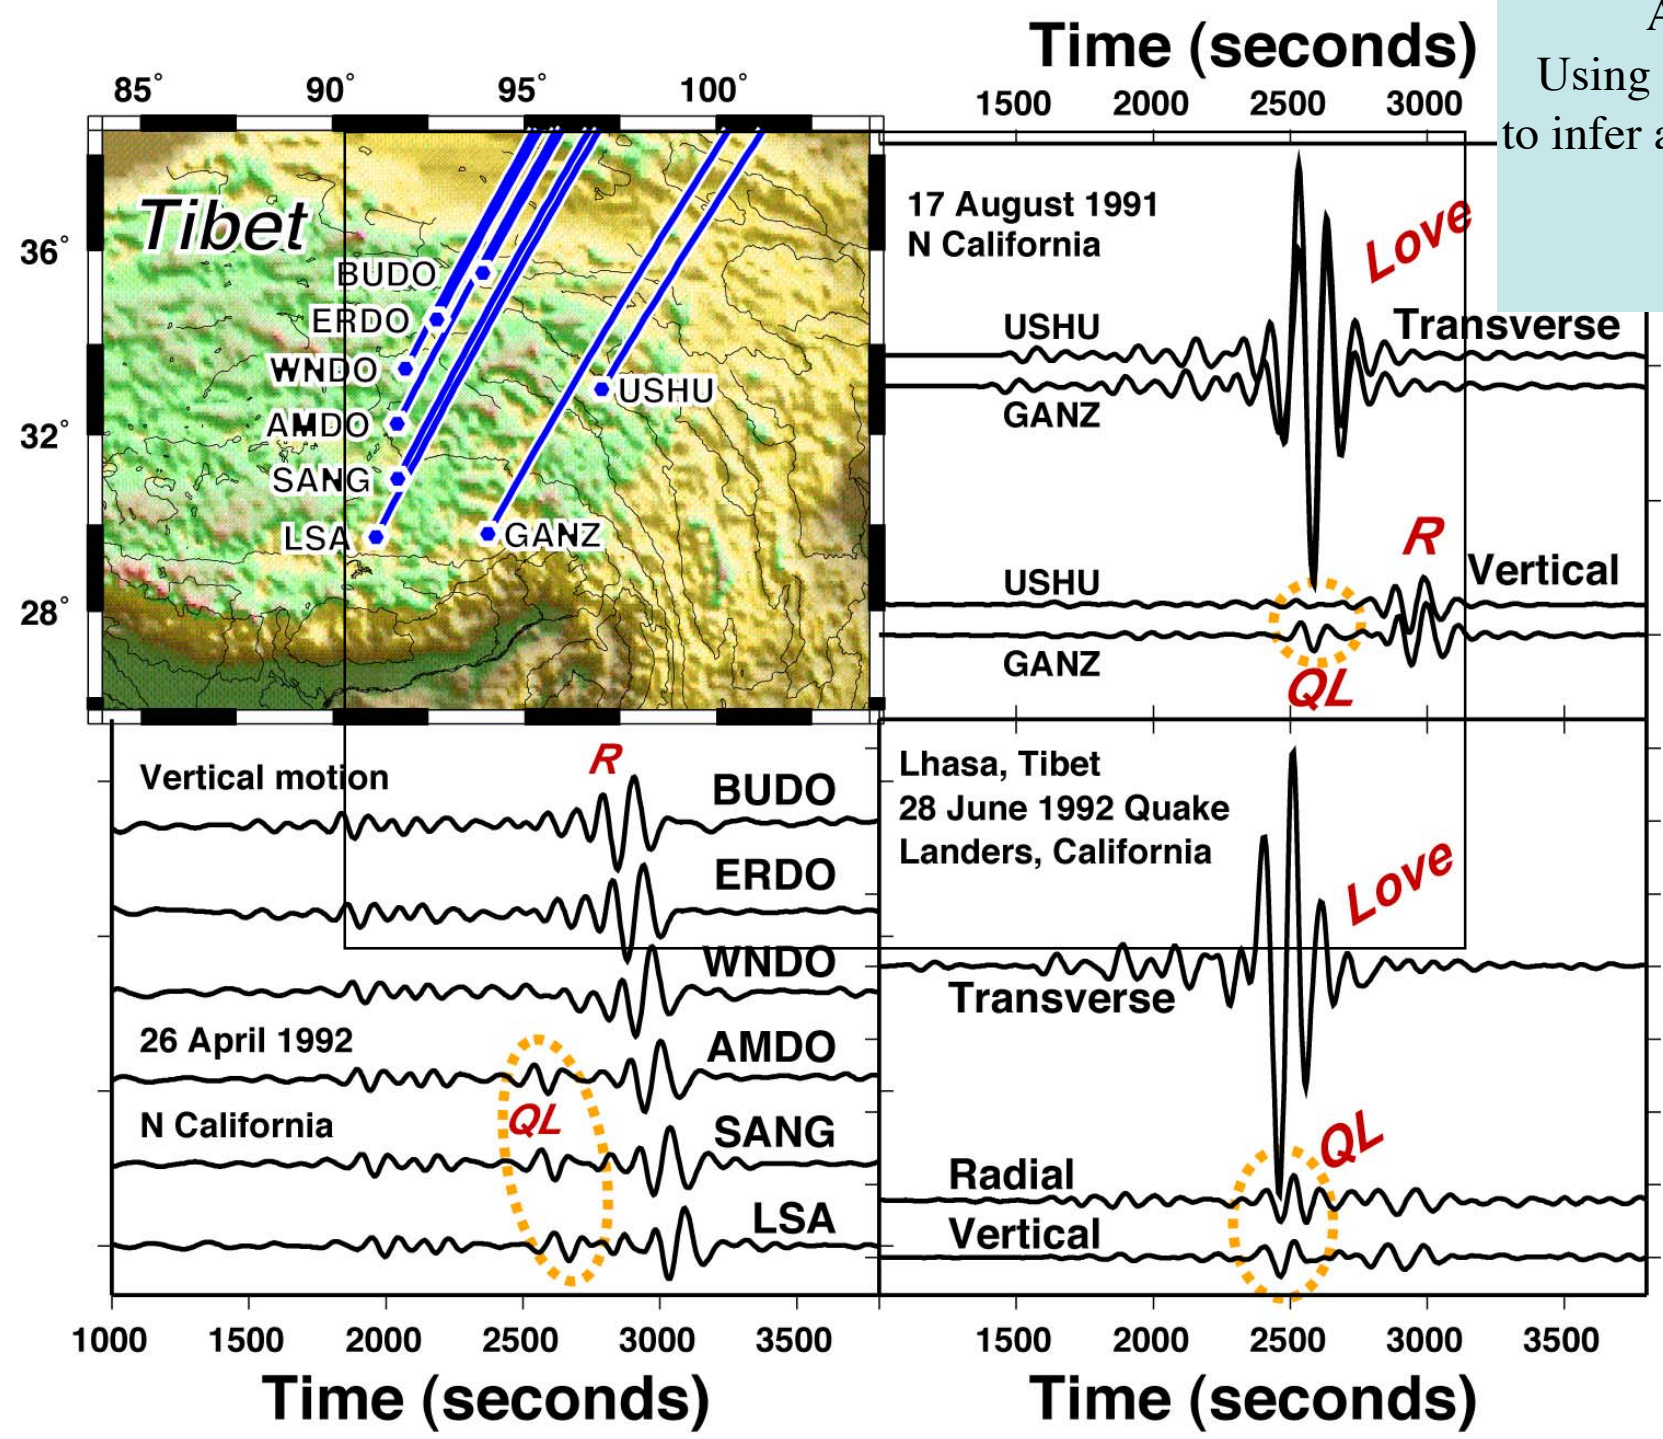 Time (seconds)
1500 2000 2500 3000
A
Using
to infer a
85° 90° 95° 100°
36°
32°
28°
Tibet
BUDO
ERDO
WNDO
AMDO
SANG
LSA
USHU
GANZ
17 August 1991
N California
Love
USHU
Transverse
GANZ
R
USHU
Vertical
GANZ
QL
Vertical motion
R
BUDO
ERDO
WNDO
26 April 1992
AMDO
QL
N California
SANG
LSA
1000 1500 2000 2500 3000 3500
Time (seconds)
Lhasa, Tibet
28 June 1992 Quake
Landers, California
Love
Transverse
QL
Radial
Vertical
1500 2000 2500 3000 3500
Time (seconds)